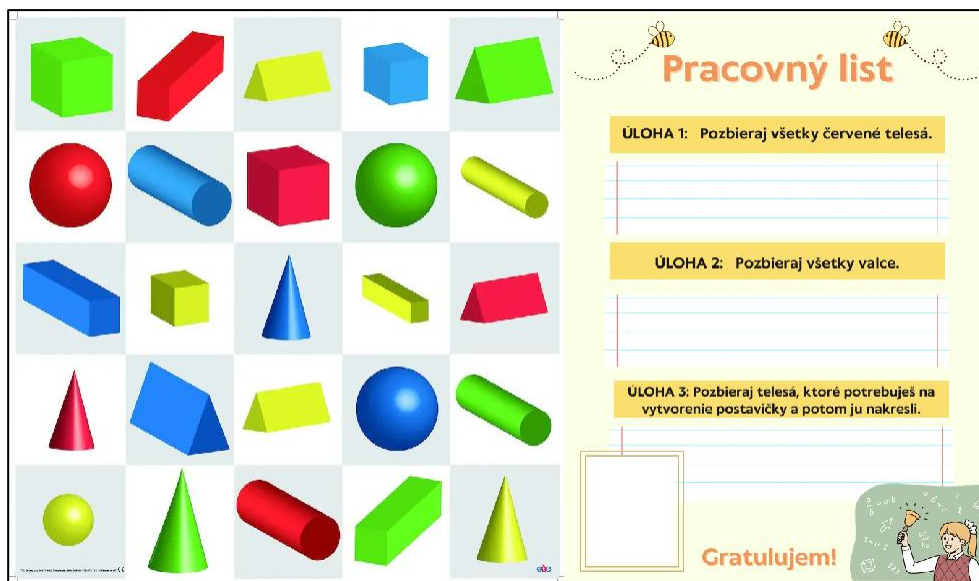 Pracovný list
ÚLOHA 1: Pozbieraj všetky červené telesá.
ÚLOHA 2: Pozbieraj všetky valce.
ÚLOHA 3: Pozbieraj telesá, ktoré potrebuješ na
vytvorenie postavičky a potom ju nakresli.
Gratulujem!